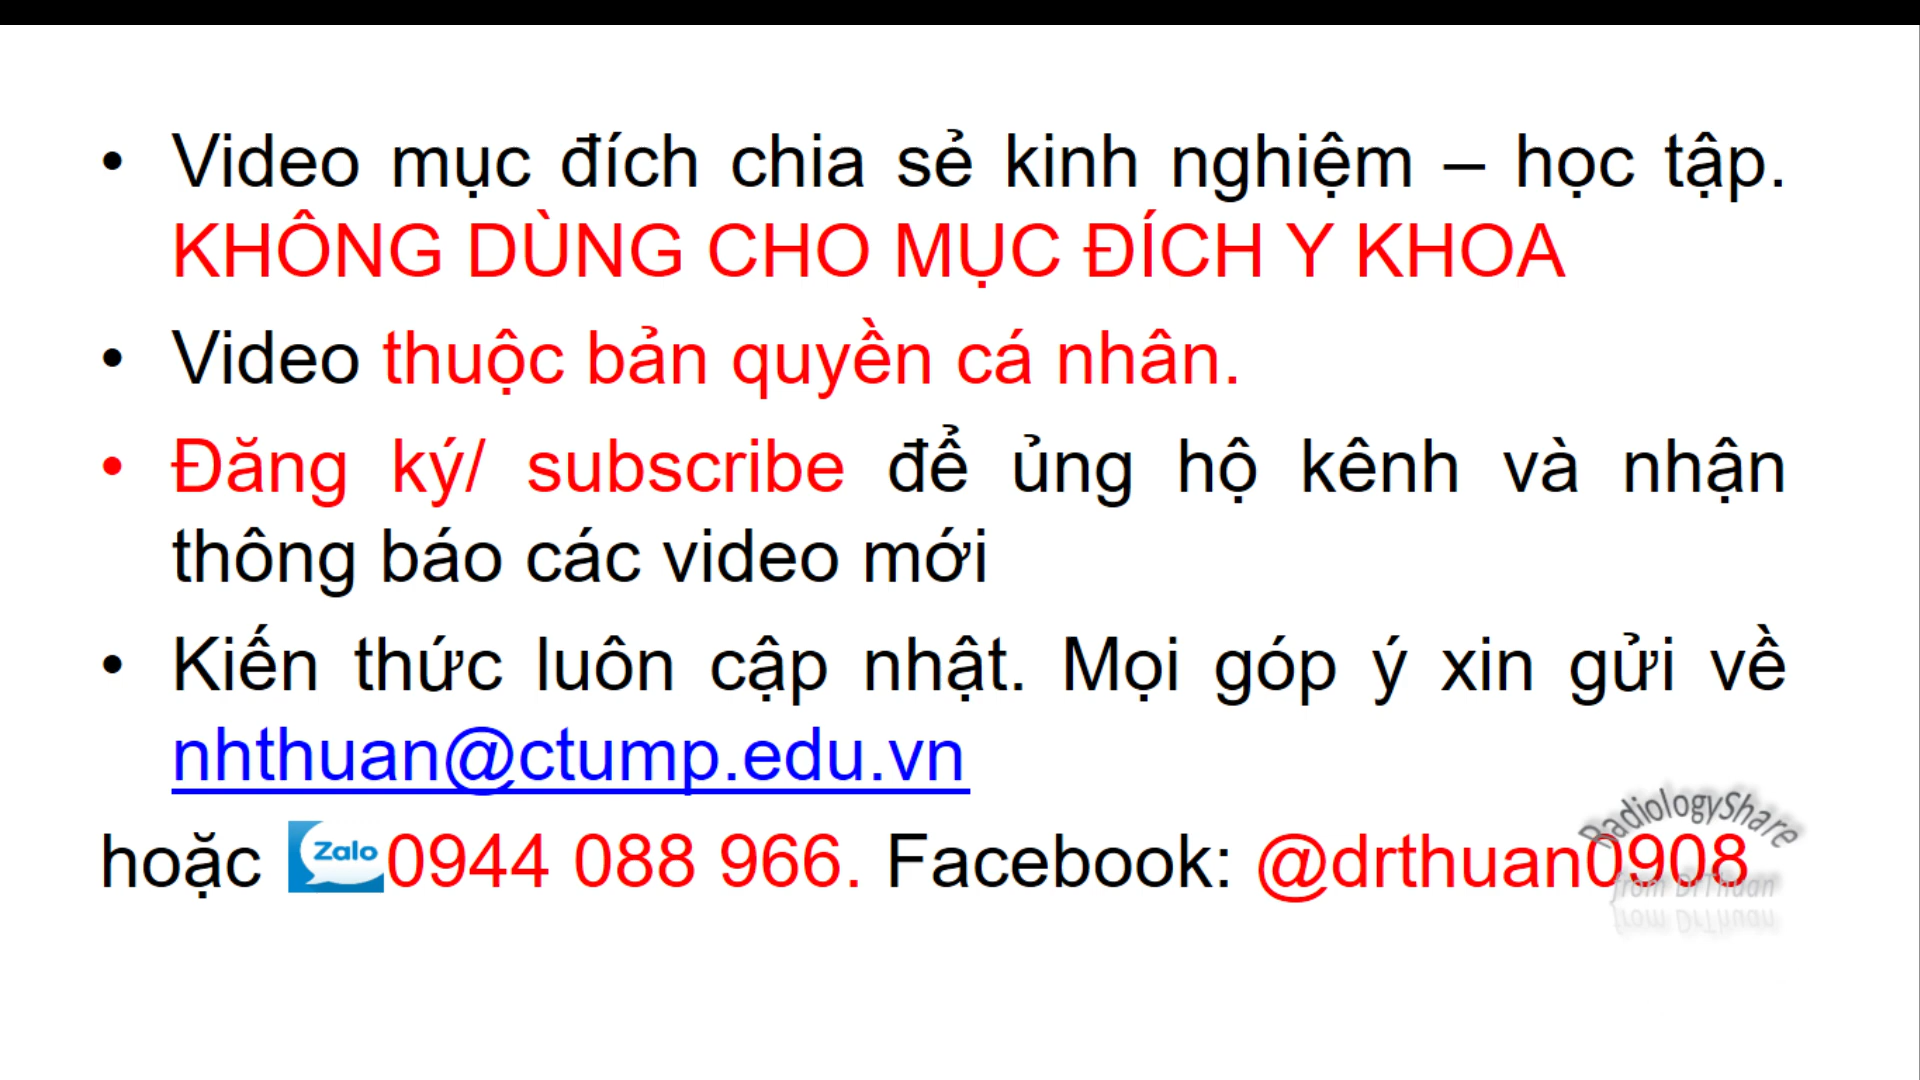 • Video mục đích chia sẻ kinh nghiệm – học tập.
KHÔNG DÙNG CHO MỤC ĐÍCH Y KHOA
• Video thuộc bản quyền cá nhân.
• Đăng ký/ subscribe để ủng hộ kênh và nhận
thông báo các video mới
• Kiến thức luôn cập nhật. Mọi góp ý xin gửi về
nhthuan@ctump.edu.vn
hoặc Zalo 0944 088 966. Facebook: @drthuan0908
RadiologyShare
from DrThuan